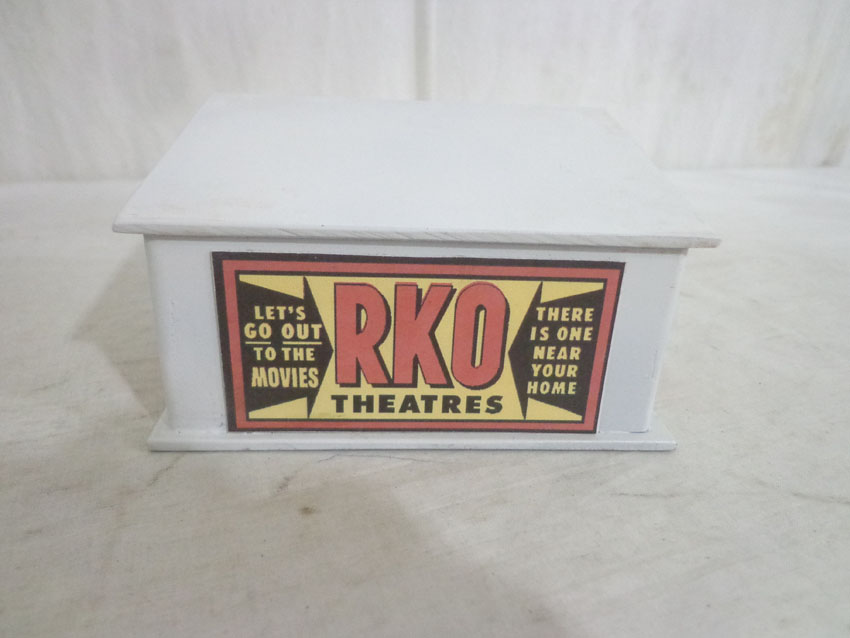 LET'S
GO OUT
TO THE
MOVIES
RKO
THEATRES
THERE
IS ONE
NEAR
YOUR
HOME